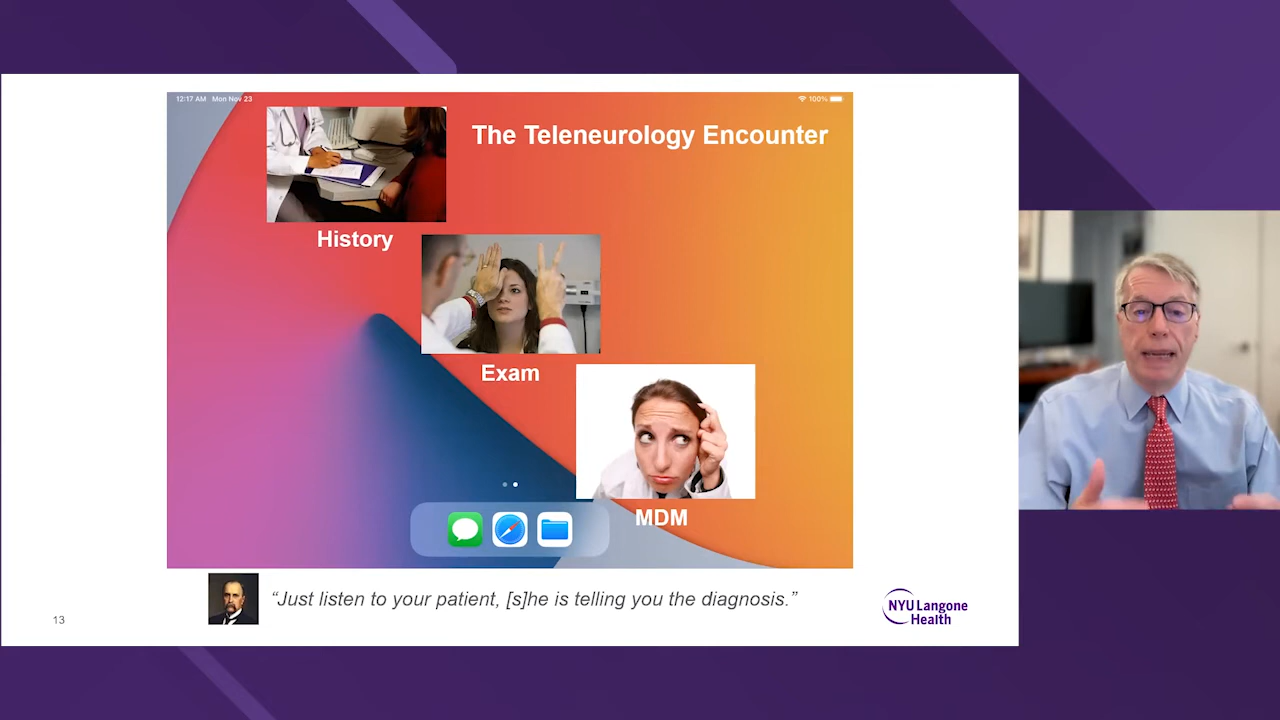 12:17 AM Mon Nov 23
100%
The Teleneurology Encounter
History
Exam
MDM
“Just listen to your patient, [s]he is telling you the diagnosis.”
13
NYU Langone
Health